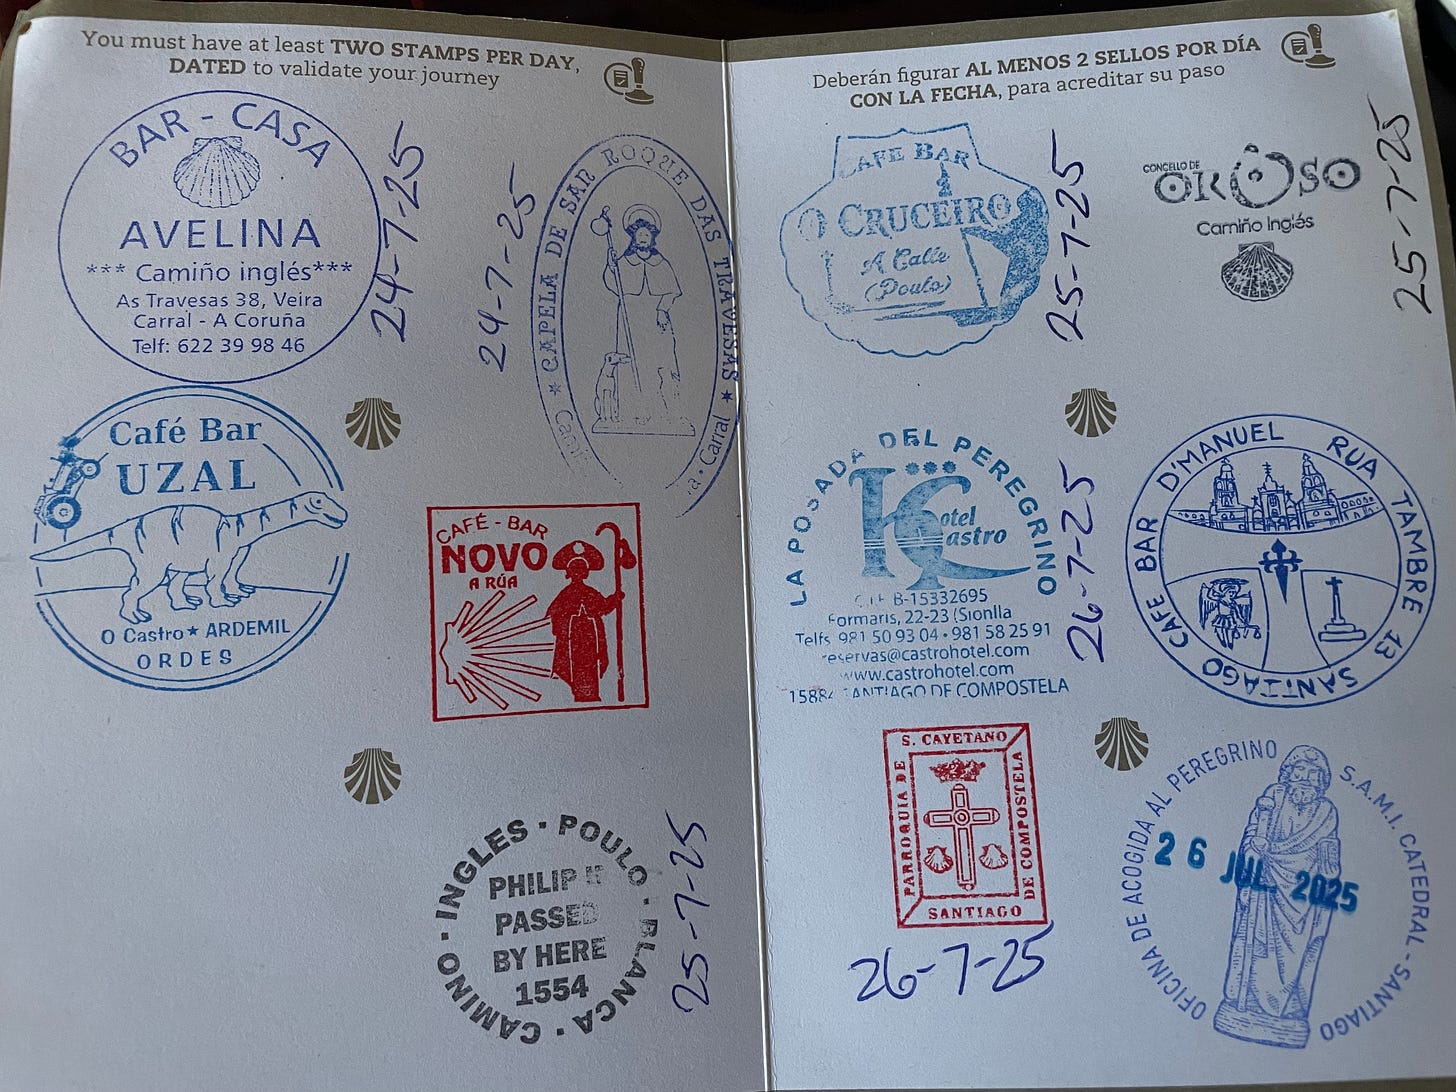 You must have at least TWO STAMPS PER DAY,
DATED to validate your journey
BAR - CASA
AVELINA
*** Camiño inglés***
As Travesas 38, Veira
Carral - A Coruña
Telf: 622 39 98 46
24-7-25
24-7-25
★ CAPELA DE SAN ROQUE DAS TRAVESAS ★
Carral
Café Bar
UZAL
O Castro ★ ARDEMIL
ORDES
CAFÉ - BAR
NOVO
A RÚA
CAMINO · INGLES · POULO · BLANCA ·
PHILIP II
PASSED
BY HERE
1554
25-7-25
Deberán figurar AL MENOS 2 SELLOS POR DÍA
CON LA FECHA, para acreditar su paso
CAFE BAR
O CRUCEIRO
A Calle
(Poulo)
25-7-25
CONCELLO DE
OROSO
Camiño Inglés
25-7-25
LA POSADA DEL PEREGRINO
***
Hotel
Castro
B-15332695
Formaris, 22-23 (Sionlla
Telfs 981 50 93 04 · 981 58 25 91
reservas@castrohotel.com
www.castrohotel.com
SANTIAGO DE COMPOSTELA
26-7-25
CAFE BAR D'MANUEL RUA TAMBRE 13 SANTIAGO
PARROQUIA DE
S. CAYETANO
DE COMPOSTELA
SANTIAGO
26-7-25
OFICINA DE ACOGIDA AL PEREGRINO
S.A.M.I. CATEDRAL - SANTIAGO
26 JUL. 2025